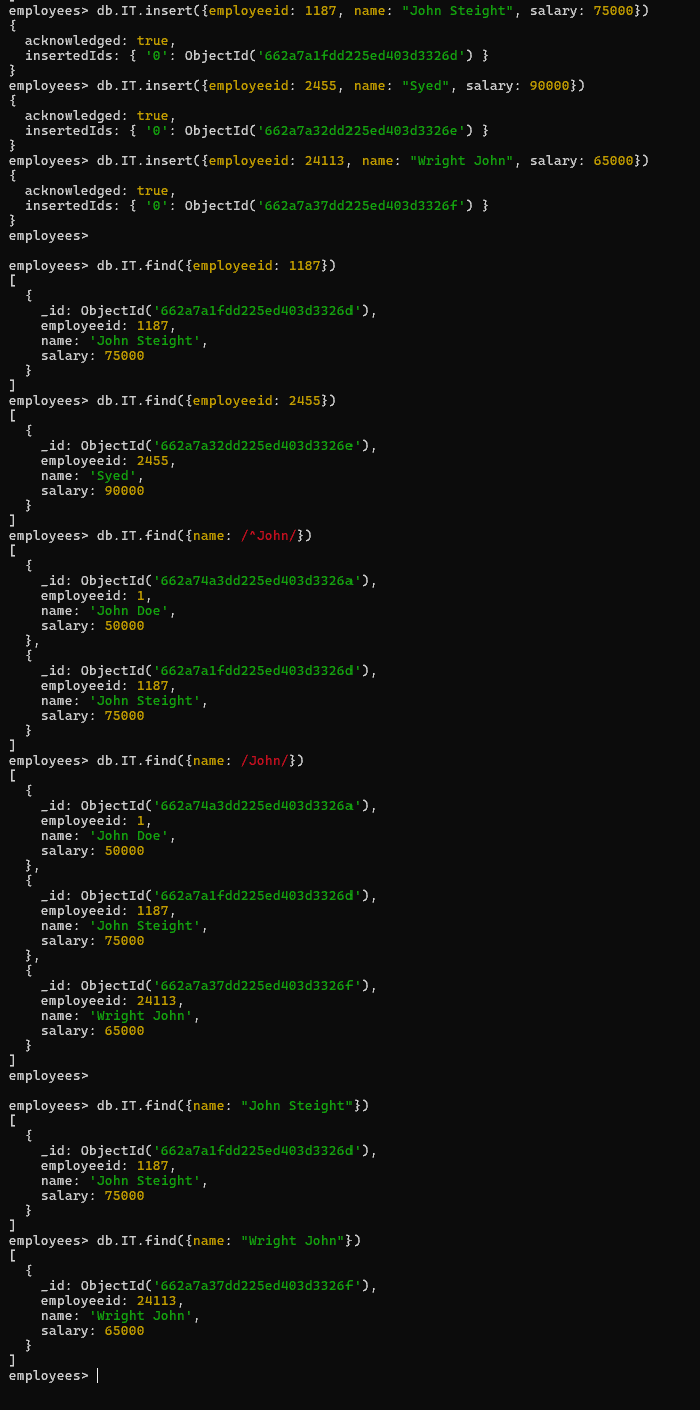 employees> db.IT.insert({employeeid: 1187, name: "John Steight", salary: 75000})
{
  acknowledged: true,
  insertedIds: { '0': ObjectId('662a7a1fdd225ed403d3326d') }
}
employees> db.IT.insert({employeeid: 2455, name: "Syed", salary: 90000})
{
  acknowledged: true,
  insertedIds: { '0': ObjectId('662a7a32dd225ed403d3326e') }
}
employees> db.IT.insert({employeeid: 24113, name: "Wright John", salary: 65000})
{
  acknowledged: true,
  insertedIds: { '0': ObjectId('662a7a37dd225ed403d3326f') }
}
employees>
employees> db.IT.find({employeeid: 1187})
[
  {
    _id: ObjectId('662a7a1fdd225ed403d3326d'),
    employeeid: 1187,
    name: 'John Steight',
    salary: 75000
  }
]
employees> db.IT.find({employeeid: 2455})
[
  {
    _id: ObjectId('662a7a32dd225ed403d3326e'),
    employeeid: 2455,
    name: 'Syed',
    salary: 90000
  }
]
employees> db.IT.find({name: /^John/})
[
  {
    _id: ObjectId('662a74a3dd225ed403d3326a'),
    employeeid: 1,
    name: 'John Doe',
    salary: 50000
  },
  {
    _id: ObjectId('662a7a1fdd225ed403d3326d'),
    employeeid: 1187,
    name: 'John Steight',
    salary: 75000
  }
]
employees> db.IT.find({name: /John/})
[
  {
    _id: ObjectId('662a74a3dd225ed403d3326a'),
    employeeid: 1,
    name: 'John Doe',
    salary: 50000
  },
  {
    _id: ObjectId('662a7a1fdd225ed403d3326d'),
    employeeid: 1187,
    name: 'John Steight',
    salary: 75000
  },
  {
    _id: ObjectId('662a7a37dd225ed403d3326f'),
    employeeid: 24113,
    name: 'Wright John',
    salary: 65000
  }
]
employees>
employees> db.IT.find({name: "John Steight"})
[
  {
    _id: ObjectId('662a7a1fdd225ed403d3326d'),
    employeeid: 1187,
    name: 'John Steight',
    salary: 75000
  }
]
employees> db.IT.find({name: "Wright John"})
[
  {
    _id: ObjectId('662a7a37dd225ed403d3326f'),
    employeeid: 24113,
    name: 'Wright John',
    salary: 65000
  }
]
employees>